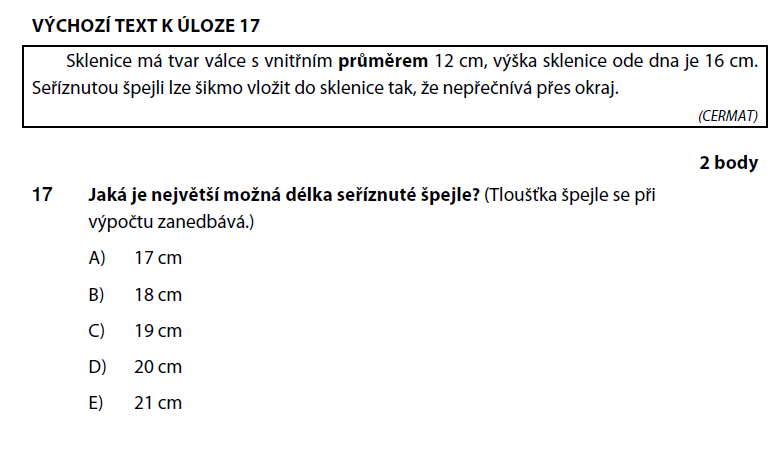 VÝCHOZÍ TEXT K ÚLOZE 17
Sklenice má tvar válce s vnitřním průměrem 12 cm, výška sklenice ode dna je 16 cm.
Seříznutou špejli lze šikmo vložit do sklenice tak, že nepřečnívá přes okraj.
(CERMAT)
2 body
17 Jaká je největší možná délka seříznuté špejle? (Tloušťka špejle se při
výpočtu zanedbává.)
A) 17 cm
B) 18 cm
C) 19 cm
D) 20 cm
E) 21 cm